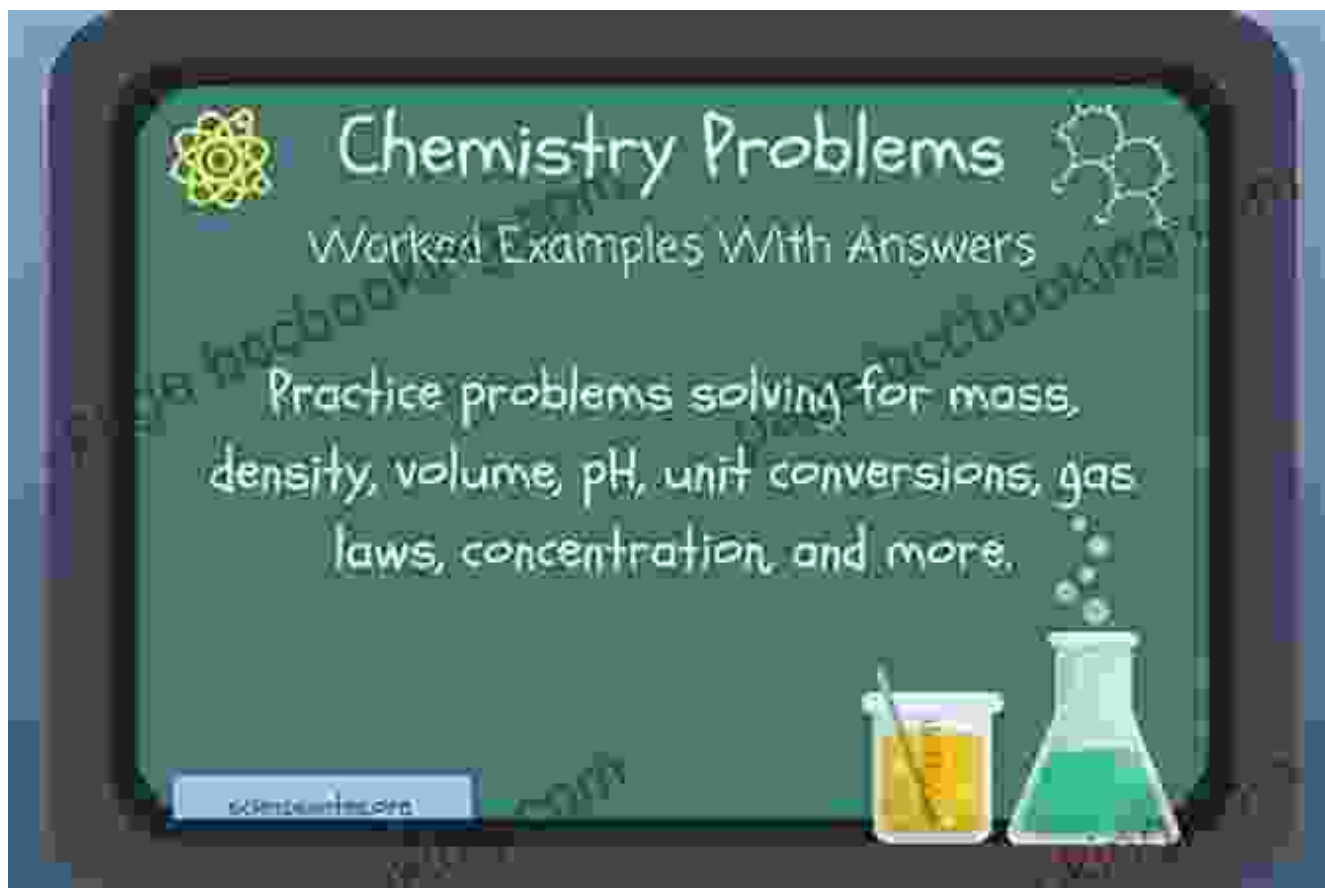 Chemistry Problems
Worked Examples With Answers
Practice problems solving for mass,
density, volume, pH, unit conversions, gas
laws, concentration, and more.